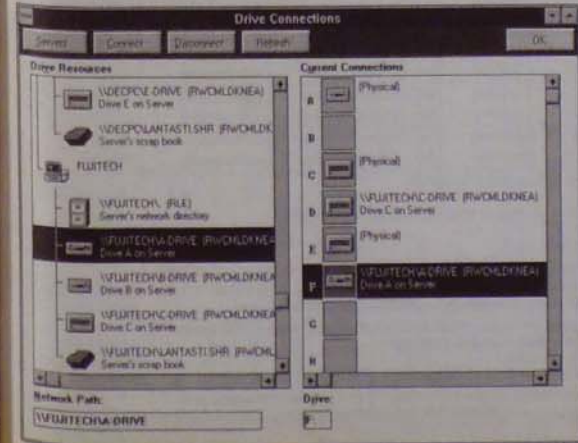 Drive Connections
Servers Connect Disconnect Refresh OK
Drive Resources
\\DECPC\E-DRIVE (RWCMLDKNEA)
Drive E on Server
\\DECPC\LANTASTI.SHR (RWCMLDK
Server's scrap book
FUJITECH
\\FUJITECH\. (RLE)
Server's network directory
\\FUJITECH\A-DRIVE (RWCMLDKNEA
Drive A on Server
\\FUJITECH\B-DRIVE (RWCMLDKNEA
Drive B on Server
\\FUJITECH\C-DRIVE (RWCMLDKNEA
Drive C on Server
\\FUJITECH\LANTASTI.SHR (RWCML
Server's scrap book
Network Path:
\\FUJITECH\A-DRIVE
Current Connections
A (Physical)
B
C (Physical)
D \\FUJITECH\C-DRIVE (RWCMLDKNEA)
Drive C on Server
E (Physical)
F \\FUJITECH\A-DRIVE (RWCMLDKNEA)
Drive A on Server
G
H
Drive:
F: